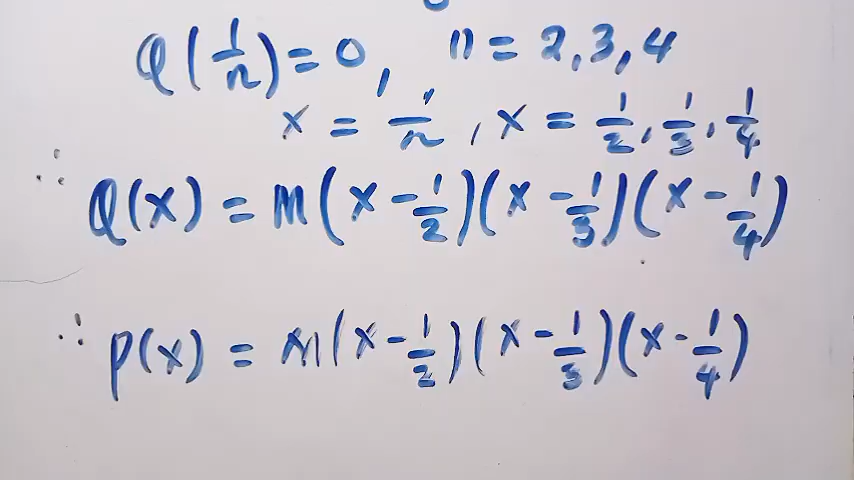 Q(1/n) = 0, n = 2, 3, 4
x = 1/n, x = 1/2, 1/3, 1/4
∴ Q(x) = m(x - 1/2)(x - 1/3)(x - 1/4)
∴ P(x) = m(x - 1/2)(x - 1/3)(x - 1/4)